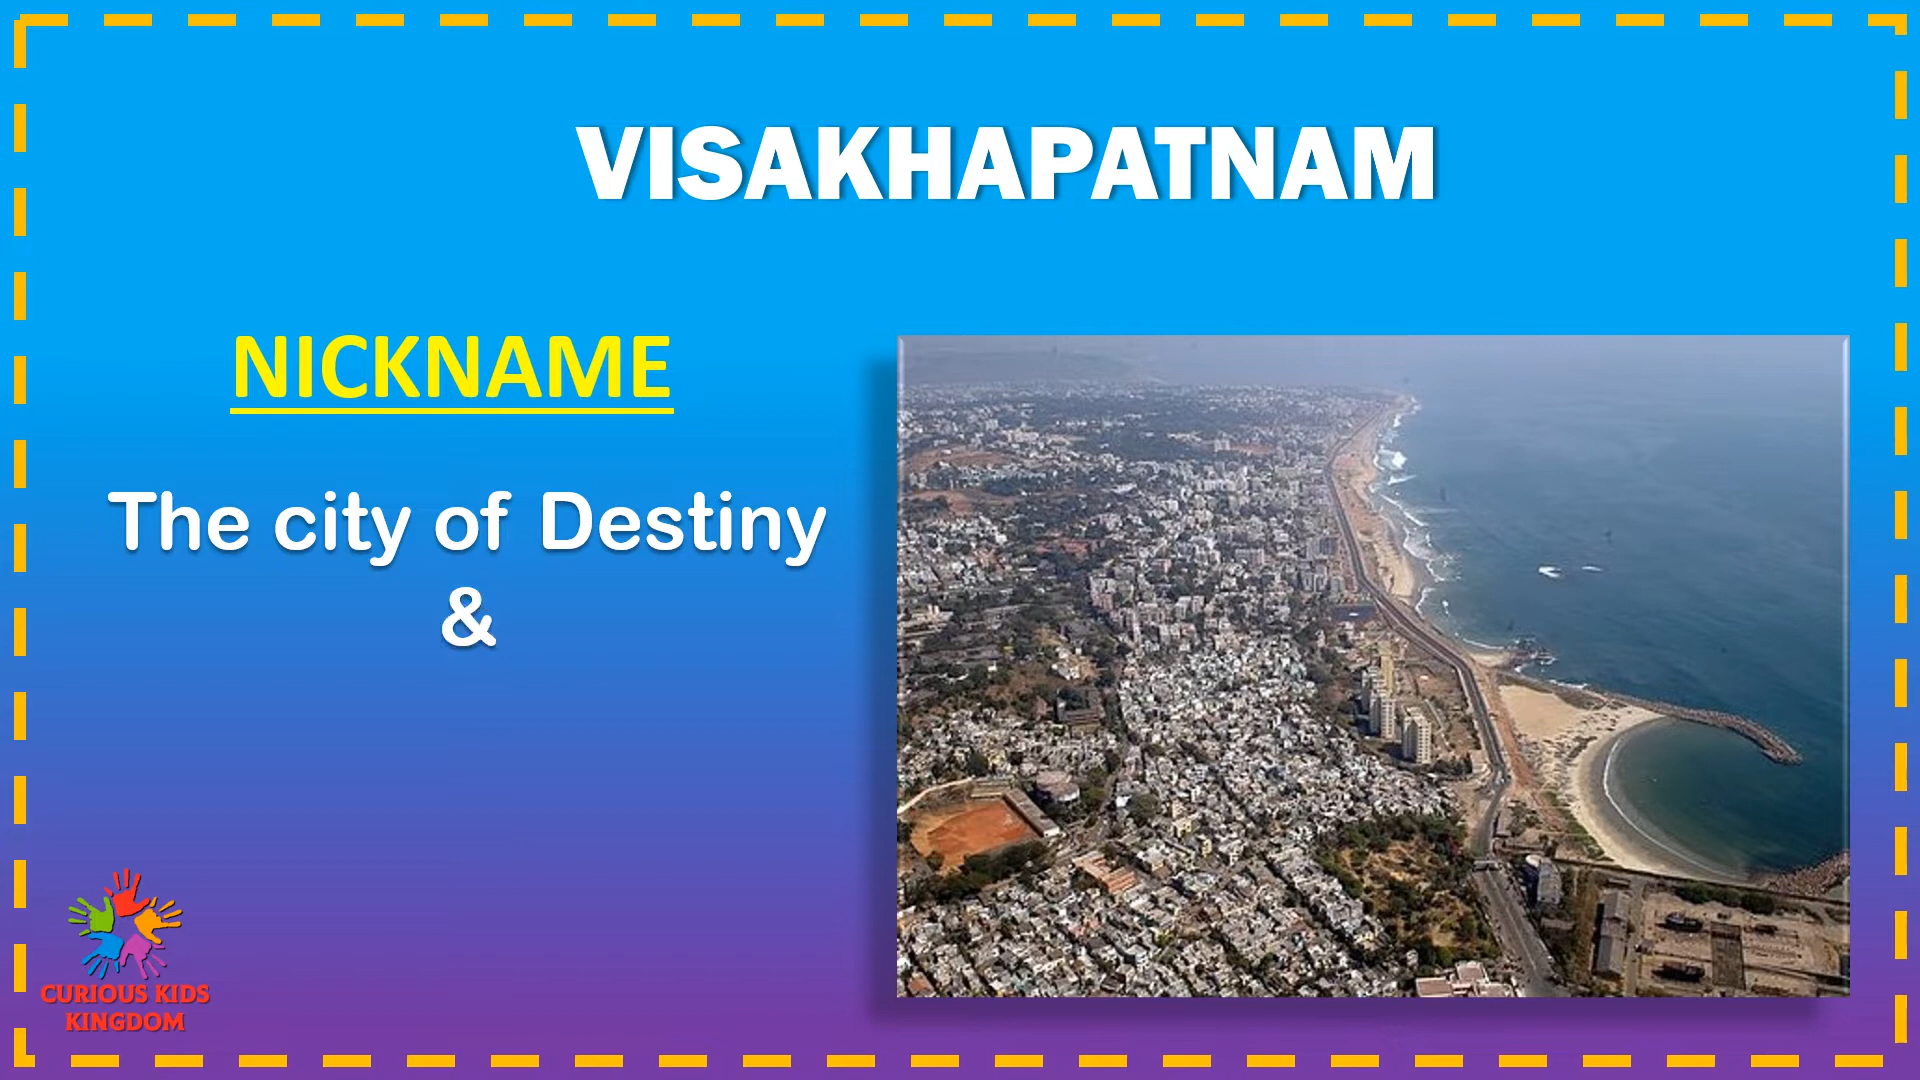 VISAKHAPATNAM
NICKNAME
The city of Destiny
&
CURIOUS KIDS
KINGDOM